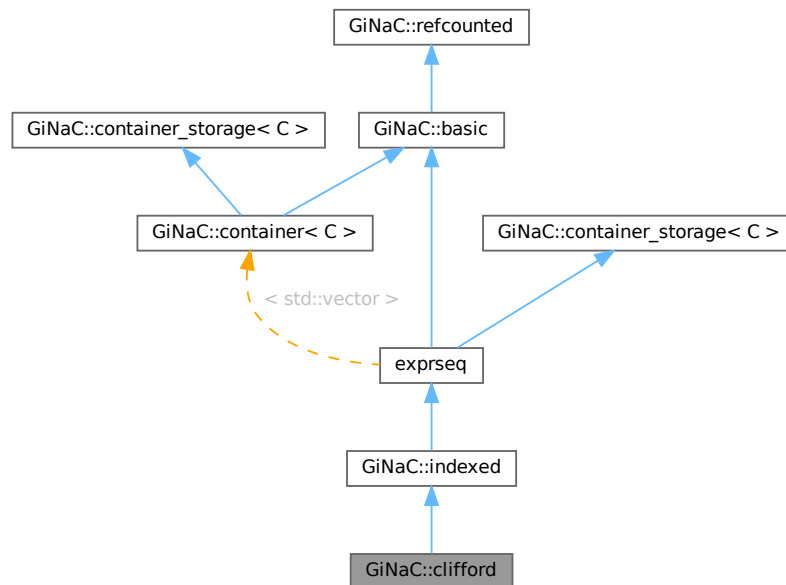 GiNaC::refcounted
GiNaC::container_storage< C >
GiNaC::basic
GiNaC::container< C >
GiNaC::container_storage< C >
< std::vector >
exprseq
GiNaC::indexed
GiNaC::clifford